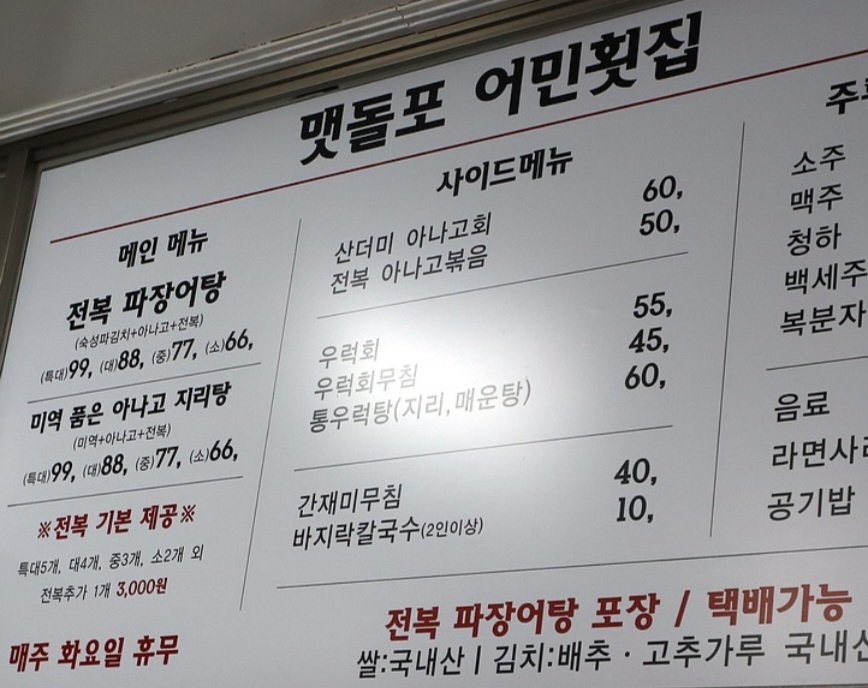 맷돌포 어민횟집
메인 메뉴
전복 파장어탕
(숙성파김치+아나고+전복)
(특대)99, (대)88, (중)77, (소)66,
미역 품은 아나고 지리탕
(미역+아나고+전복)
(특대)99, (대)88, (중)77, (소)66,
※전복 기본 제공※
특대5개, 대4개, 중3개, 소2개 외
전복추가 1개 3,000원
매주 화요일 휴무
사이드메뉴
산더미 아나고회 60,
전복 아나고볶음 50,
우럭회 55,
우럭회무침 45,
통우럭탕(지리,매운탕) 60,
간재미무침 40,
바지락칼국수(2인이상) 10,
소주
맥주
청하
백세주
복분자
음료
라면사리
공기밥
전복 파장어탕 포장 / 택배가능
쌀:국내산 | 김치:배추 · 고추가루 국내산